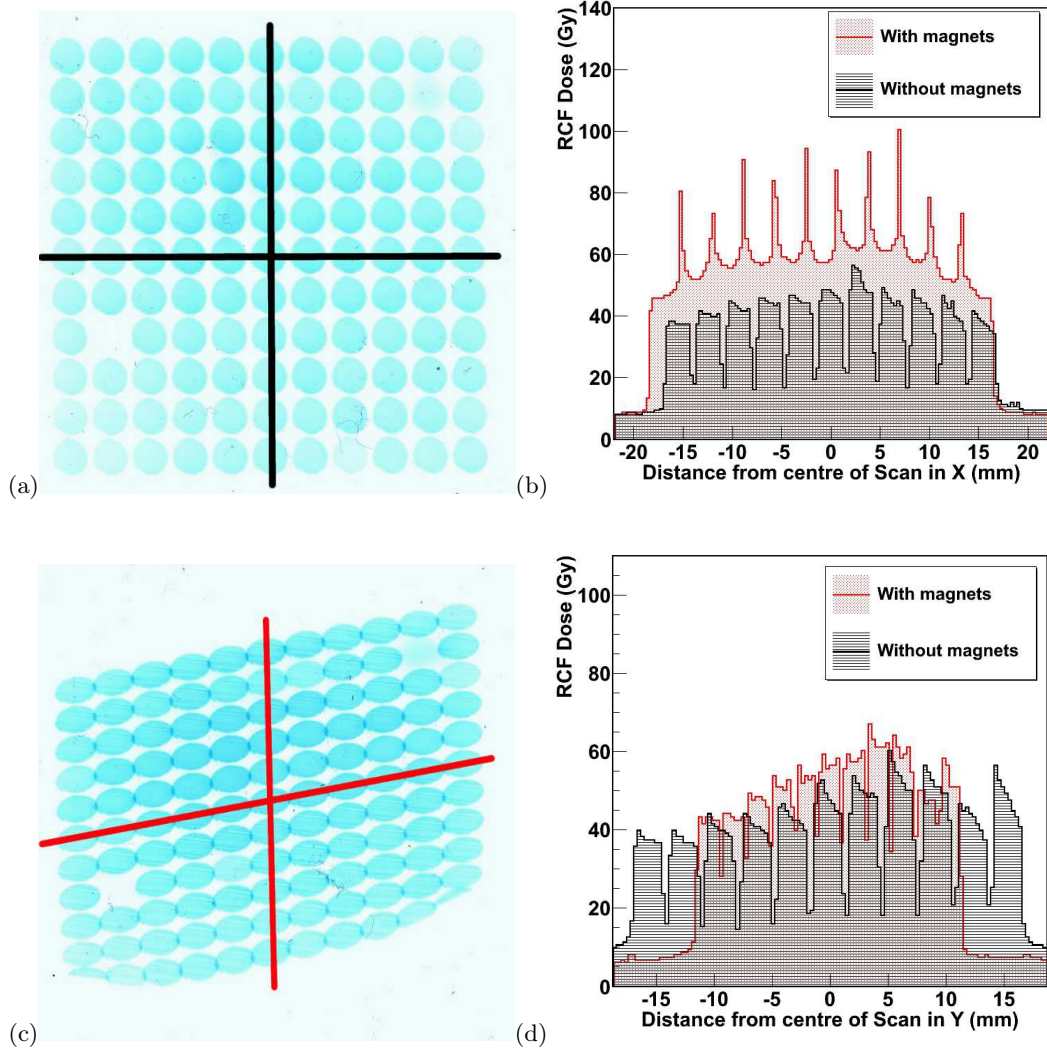 (a)
(b)
RCF Dose (Gy)
140
120
100
80
60
40
20
0
With magnets
Without magnets
-20 -15 -10 -5 0 5 10 15 20
Distance from centre of Scan in X (mm)
(c)
(d)
RCF Dose (Gy)
100
80
60
40
20
0
With magnets
Without magnets
-15 -10 -5 0 5 10 15
Distance from centre of Scan in Y (mm)